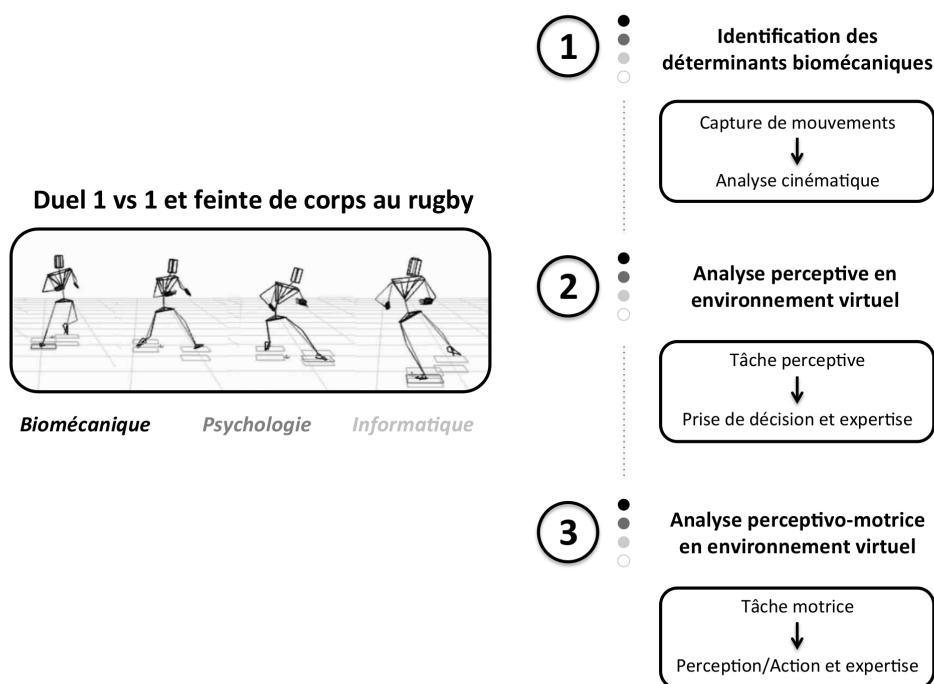 Duel 1 vs 1 et feinte de corps au rugby
Biomécanique Psychologie Informatique
1
Identification des
déterminants biomécaniques
Capture de mouvements
Analyse cinématique
2
Analyse perceptive en
environnement virtuel
Tâche perceptive
Prise de décision et expertise
3
Analyse perceptivo-motrice
en environnement virtuel
Tâche motrice
Perception/Action et expertise